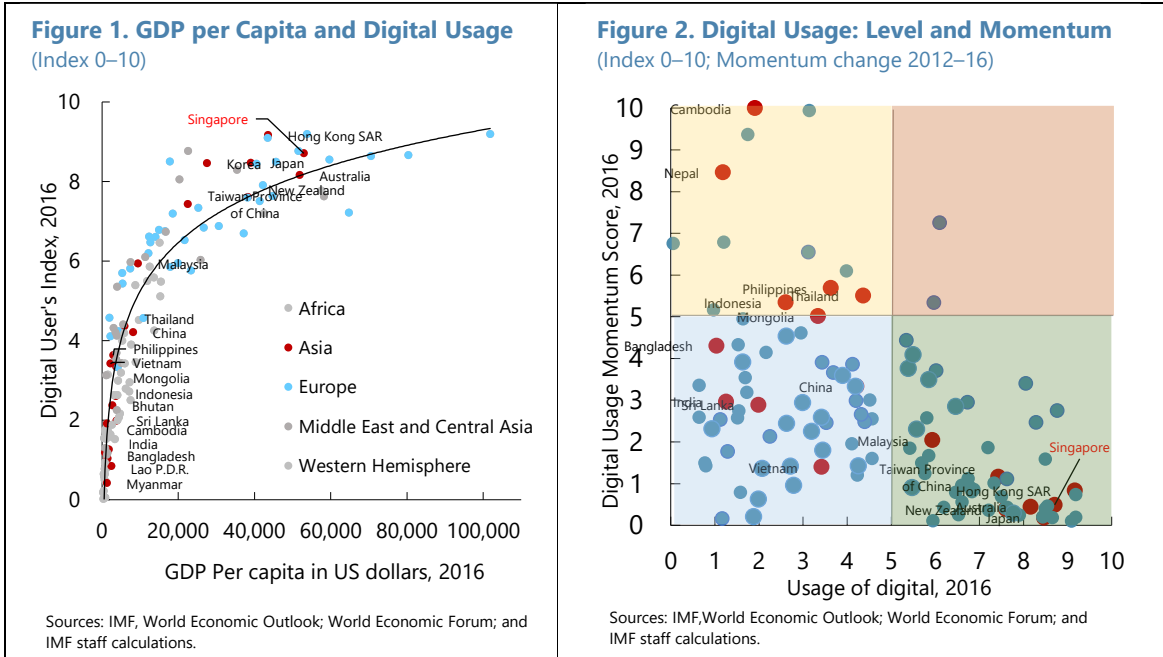 Figure 1. GDP per Capita and Digital Usage
(Index 0–10)
Digital User's Index, 2016
10
8
6
4
2
0
Singapore
Hong Kong SAR
Korea
Japan
Australia
New Zealand
Taiwan Province
of China
Malaysia
Thailand
China
Philippines
Vietnam
Mongolia
Indonesia
Bhutan
Sri Lanka
Cambodia
India
Bangladesh
Lao P.D.R.
Myanmar
Africa
Asia
Europe
Middle East and Central Asia
Western Hemisphere
0 20,000 40,000 60,000 80,000 100,000
GDP Per capita in US dollars, 2016
Sources: IMF, World Economic Outlook; World Economic Forum; and
IMF staff calculations.
Figure 2. Digital Usage: Level and Momentum
(Index 0–10; Momentum change 2012–16)
Digital Usage Momentum Score, 2016
10
9
8
7
6
5
4
3
2
1
0
Cambodia
Nepal
Philippines
Thailand
Indonesia
Mongolia
Bangladesh
China
India
Sri Lanka
Malaysia
Vietnam
Singapore
Taiwan Province
of China
Hong Kong SAR
Australia
New Zealand
Japan
0 1 2 3 4 5 6 7 8 9 10
Usage of digital, 2016
Sources: IMF,World Economic Outlook; World Economic Forum; and
IMF staff calculations.